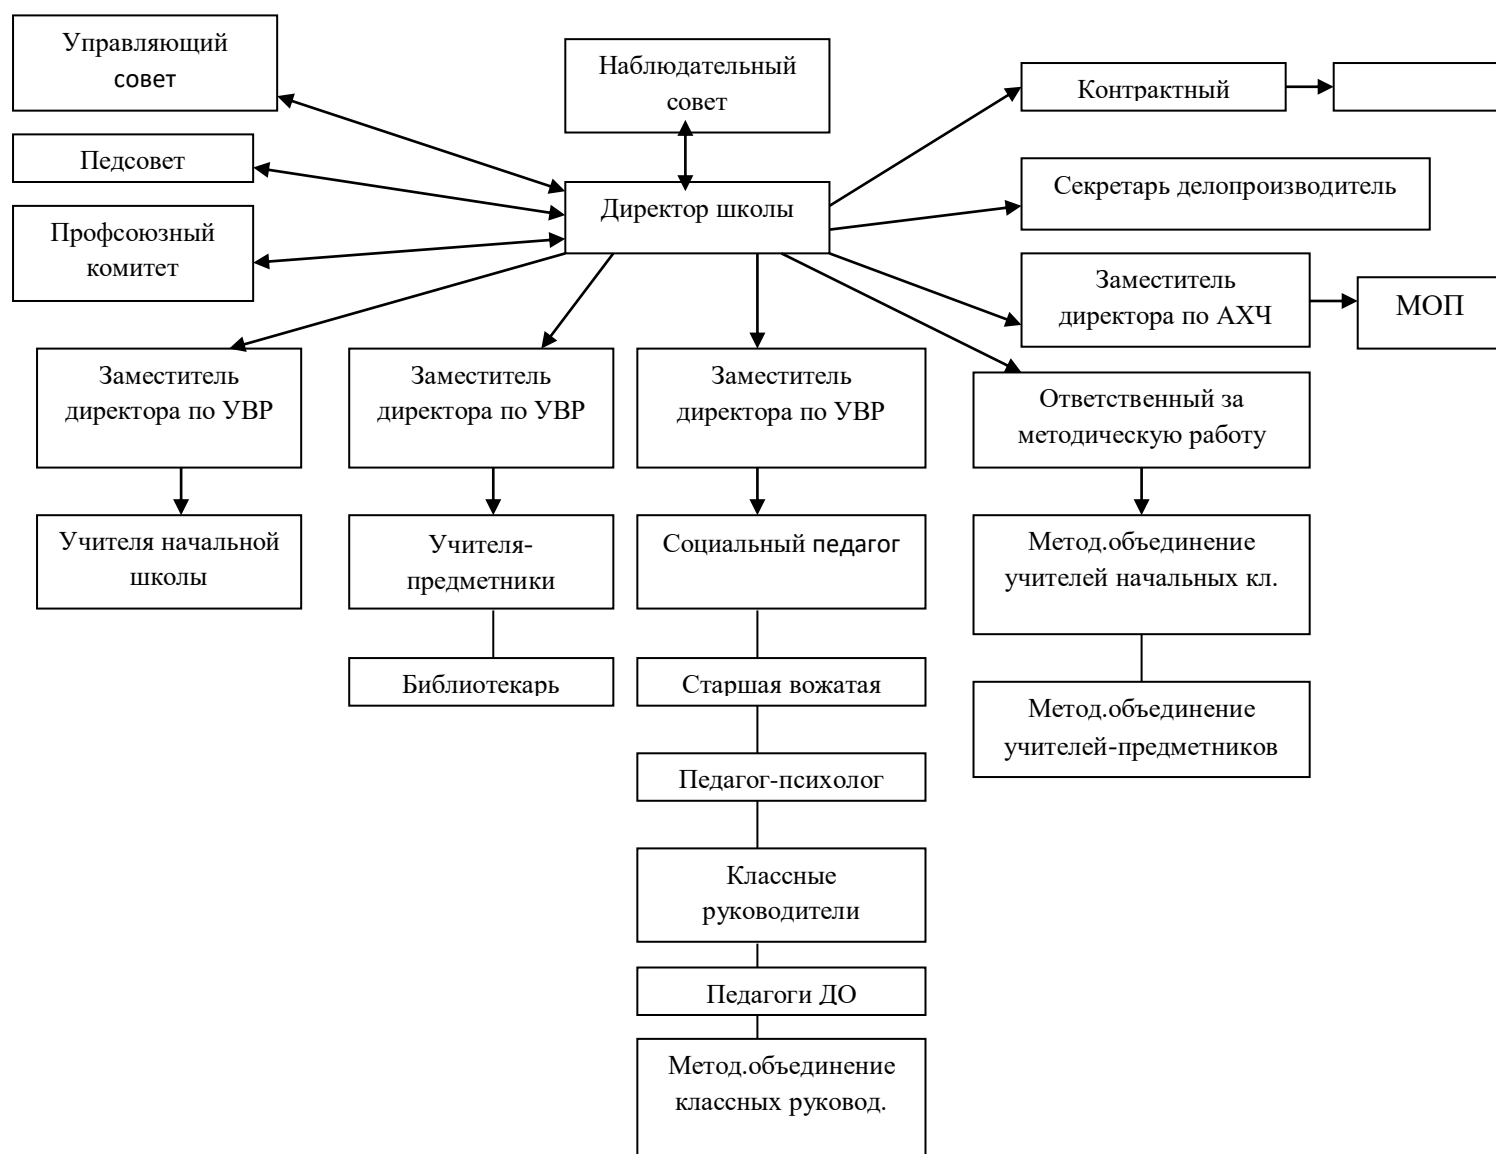 Управляющий
совет
Наблюдательный
совет
Контрактный
Педсовет
Секретарь делопроизводитель
Директор школы
Профсоюзный
комитет
Заместитель
директора по АХЧ
МОП
Заместитель
директора по УВР
Заместитель
директора по УВР
Заместитель
директора по УВР
Ответственный за
методическую работу
Учителя начальной
школы
Учителя-
предметники
Социальный педагог
Метод.объединение
учителей начальных кл.
Библиотекарь
Старшая вожатая
Метод.объединение
учителей-предметников
Педагог-психолог
Классные
руководители
Педагоги ДО
Метод.объединение
классных руковод.